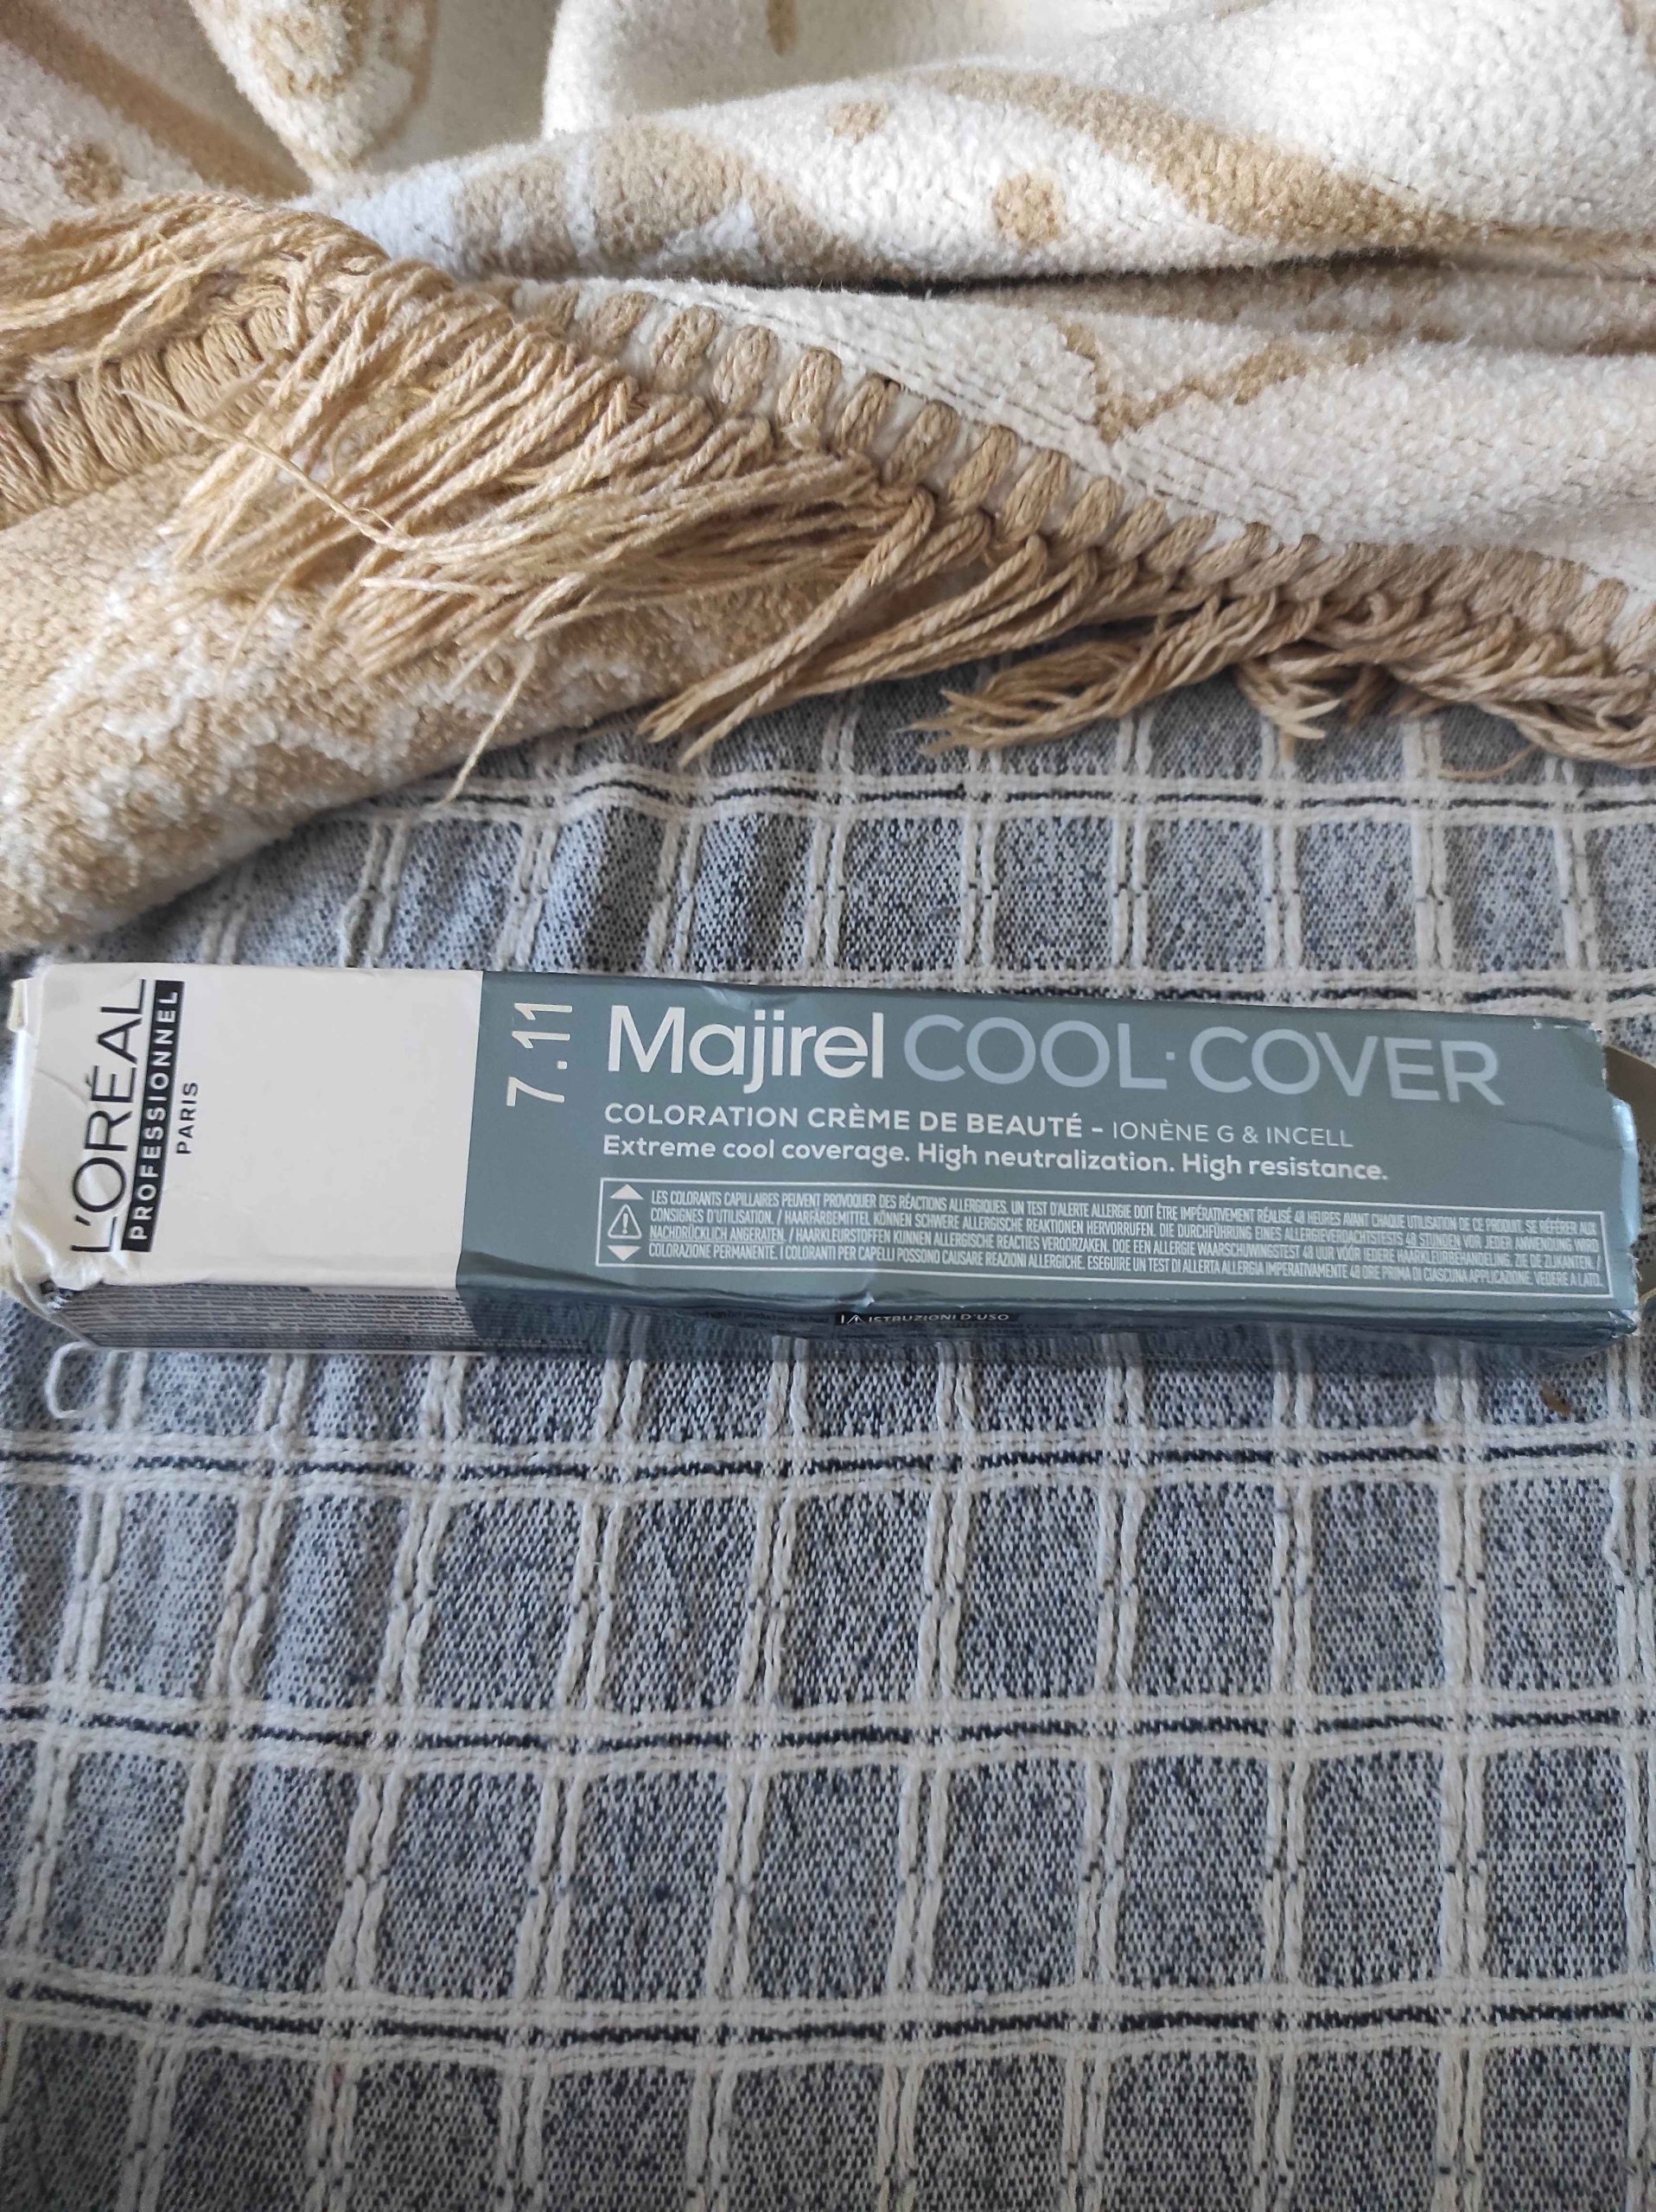 L'ORÉAL
PROFESSIONNEL
PARIS
7.11
Majirel COOL·COVER
COLORATION CRÈME DE BEAUTÉ - IONÈNE G & INCELL
Extreme cool coverage. High neutralization. High resistance.
LES COLORANTS CAPILLAIRES PEUVENT PROVOQUER DES RÉACTIONS ALLERGIQUES. UN TEST D'ALERTE ALLERGIE DOIT ÊTRE IMPÉRATIVEMENT RÉALISÉ 48 HEURES AVANT CHAQUE UTILISATION DE CE PRODUIT. SE RÉFÉRER AUX
CONSIGNES D'UTILISATION. / HAARFÄRBEMITTEL KÖNNEN SCHWERE ALLERGISCHE REAKTIONEN HERVORRUFEN. DIE DURCHFÜHRUNG EINES ALLERGIEVERDACHTSTESTS 48 STUNDEN VOR JEDER ANWENDUNG WIRD
NACHDRÜCKLICH ANGERATEN. / HAARKLEURSTOFFEN KUNNEN ALLERGISCHE REACTIES VEROORZAKEN. DOE EEN ALLERGIE WAARSCHUWINGSTEST 48 UUR VÓÓR IEDERE HAARKLEURBEHANDELING. ZIE DE ZIJKANTEN. /
COLORAZIONE PERMANENTE. I COLORANTI PER CAPELLI POSSONO CAUSARE REAZIONI ALLERGICHE. ESEGUIRE UN TEST DI ALLERTA ALLERGIA IMPERATIVAMENTE 48 ORE PRIMA DI CIASCUNA APPLICAZIONE. VEDERE A LATO.
ISTRUZIONI D'USO